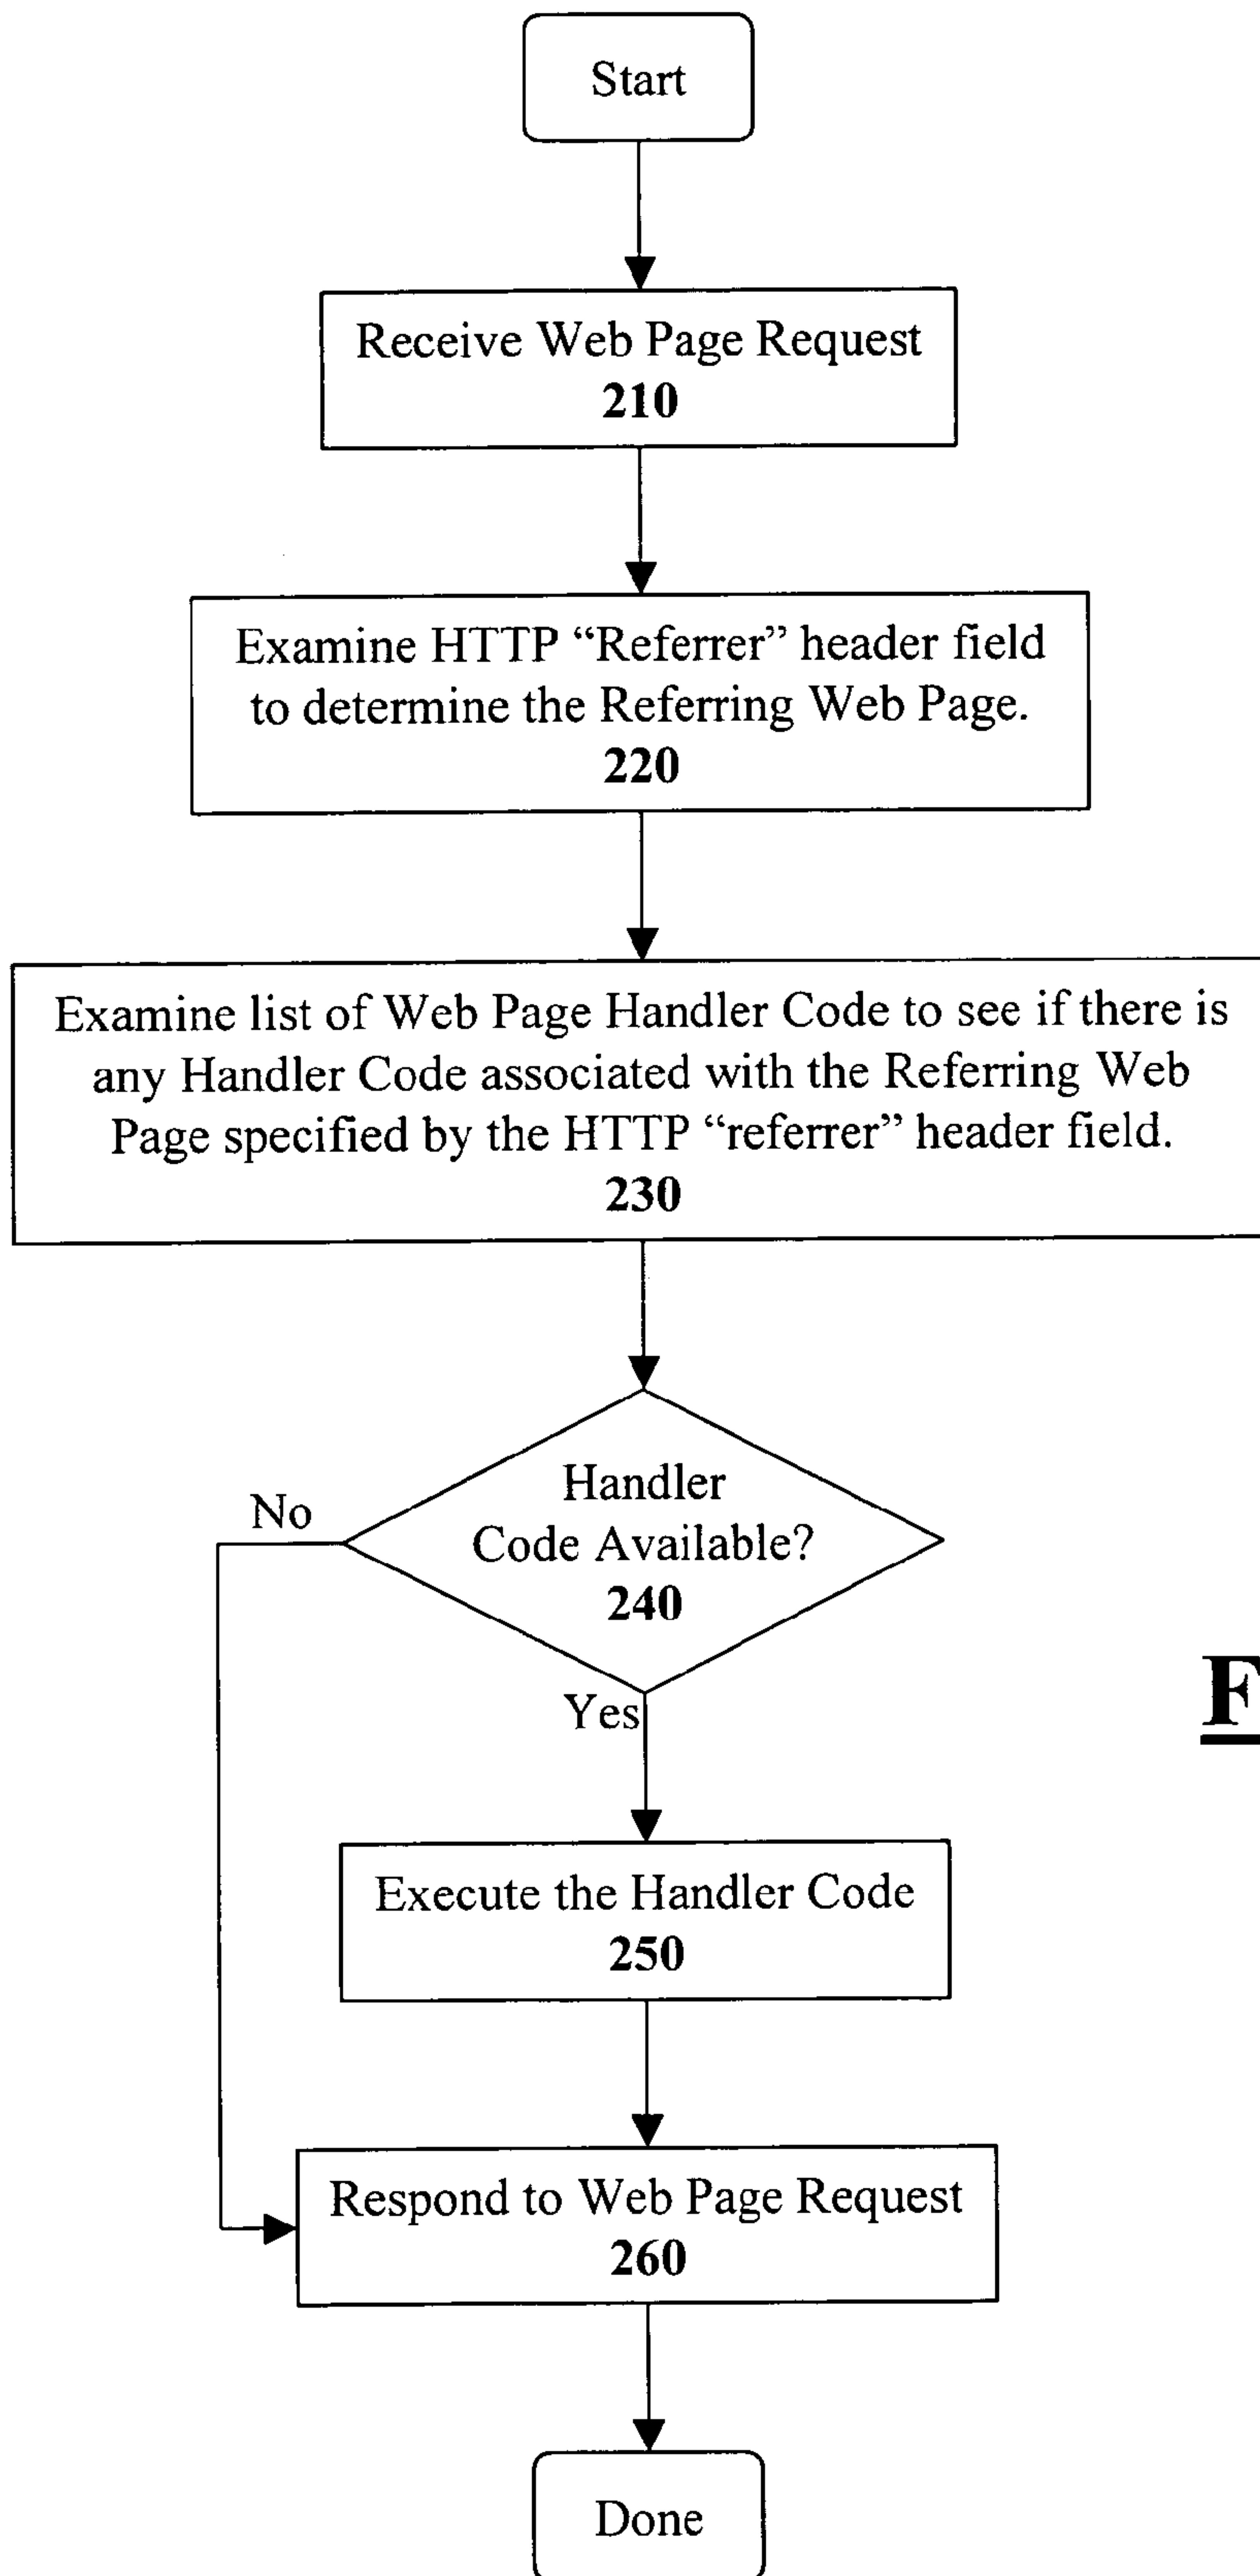 Start
Receive Web Page Request
210
Examine HTTP “Referrer” header field
to determine the Referring Web Page.
220
Examine list of Web Page Handler Code to see if there is
any Handler Code associated with the Referring Web
Page specified by the HTTP “referrer” header field.
230
Handler
Code Available?
240
No
Yes
F
Execute the Handler Code
250
Respond to Web Page Request
260
Done